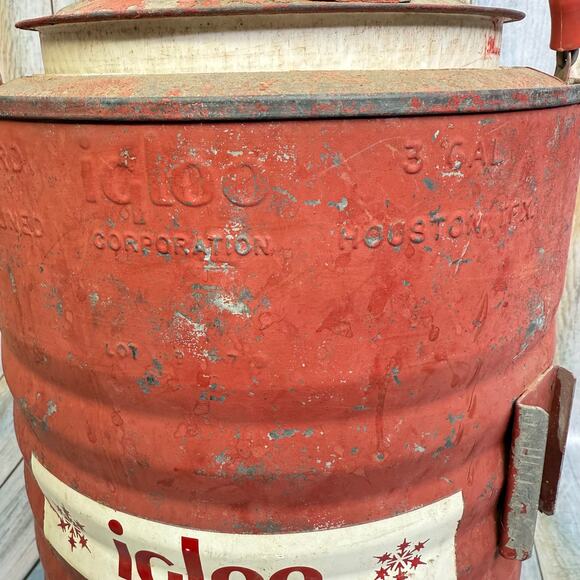 igloo 3 GAL
CORPORATION HOUSTON, TEX.
LOT
igloo